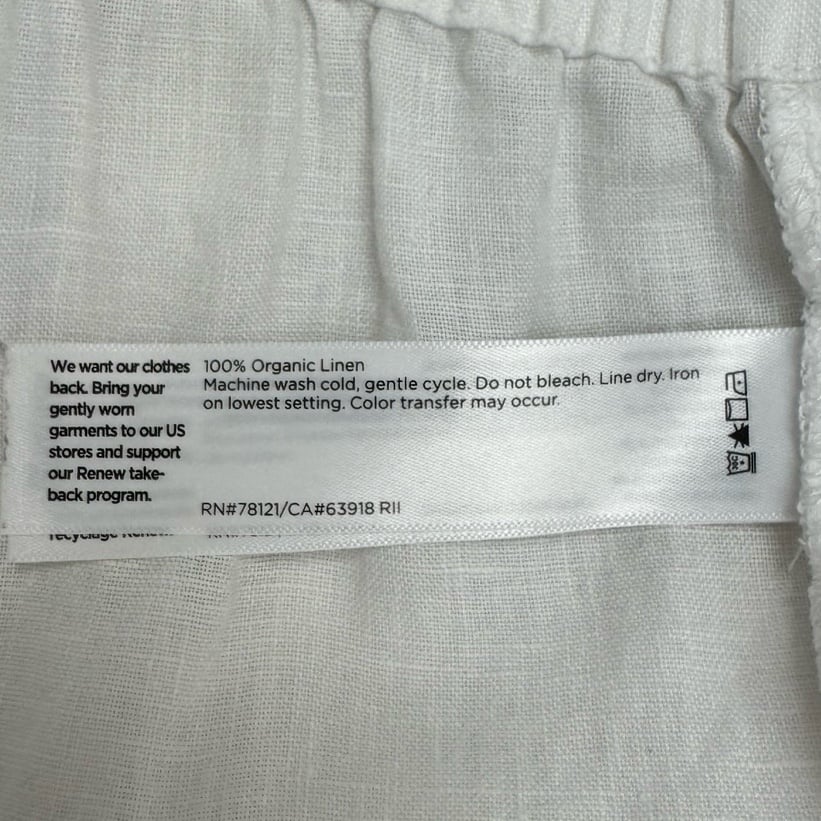 We want our clothes
back. Bring your
gently worn
garments to our US
stores and support
our Renew take-
back program.
100% Organic Linen
Machine wash cold, gentle cycle. Do not bleach. Line dry. Iron
on lowest setting. Color transfer may occur.
RN#78121/CA#63918 RII
30C
recyclage